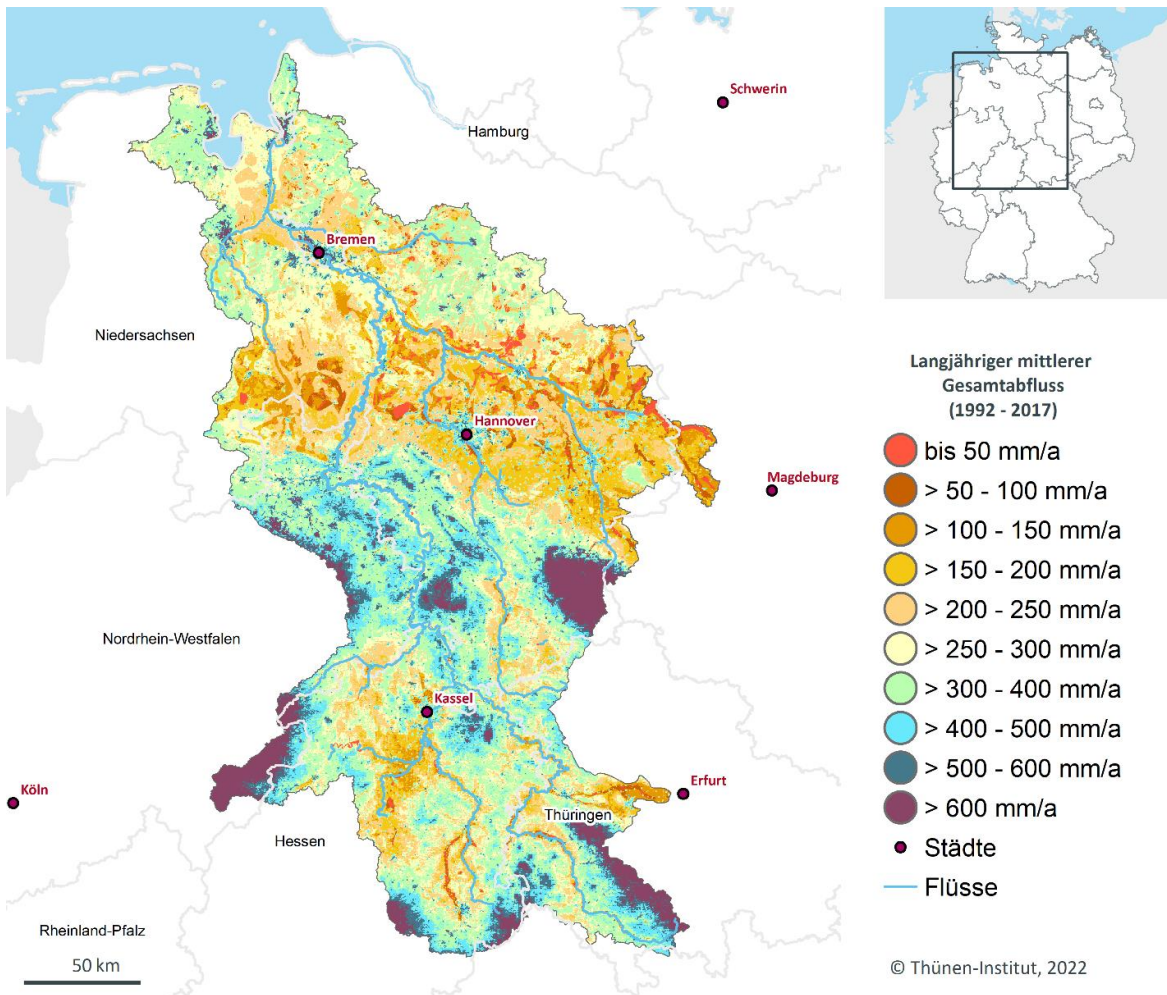 Schwerin
Hamburg
Bremen
Niedersachsen
Hannover
Magdeburg
Nordrhein-Westfalen
Kassel
Köln
Erfurt
Thüringen
Hessen
Rheinland-Pfalz
50 km
Langjähriger mittlerer
Gesamtabfluss
(1992 - 2017)
bis 50 mm/a
> 50 - 100 mm/a
> 100 - 150 mm/a
> 150 - 200 mm/a
> 200 - 250 mm/a
> 250 - 300 mm/a
> 300 - 400 mm/a
> 400 - 500 mm/a
> 500 - 600 mm/a
> 600 mm/a
Städte
Flüsse
© Thünen-Institut, 2022